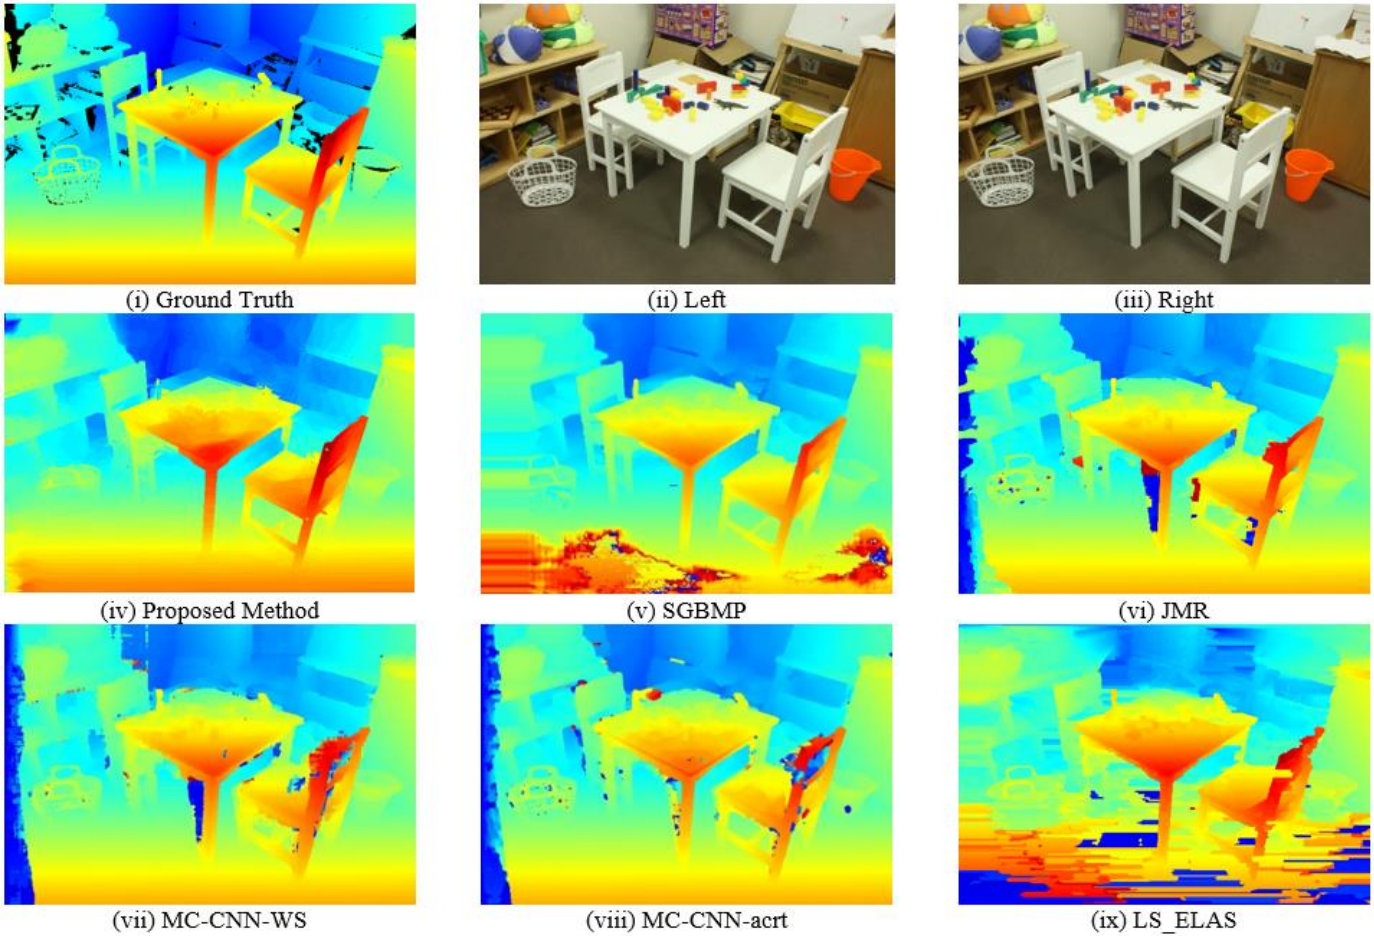 (i) Ground Truth
(ii) Left
(iii) Right
(iv) Proposed Method
(v) SGBMP
(vi) JMR
(vii) MC-CNN-WS
(viii) MC-CNN-acrt
(ix) LS_ELAS